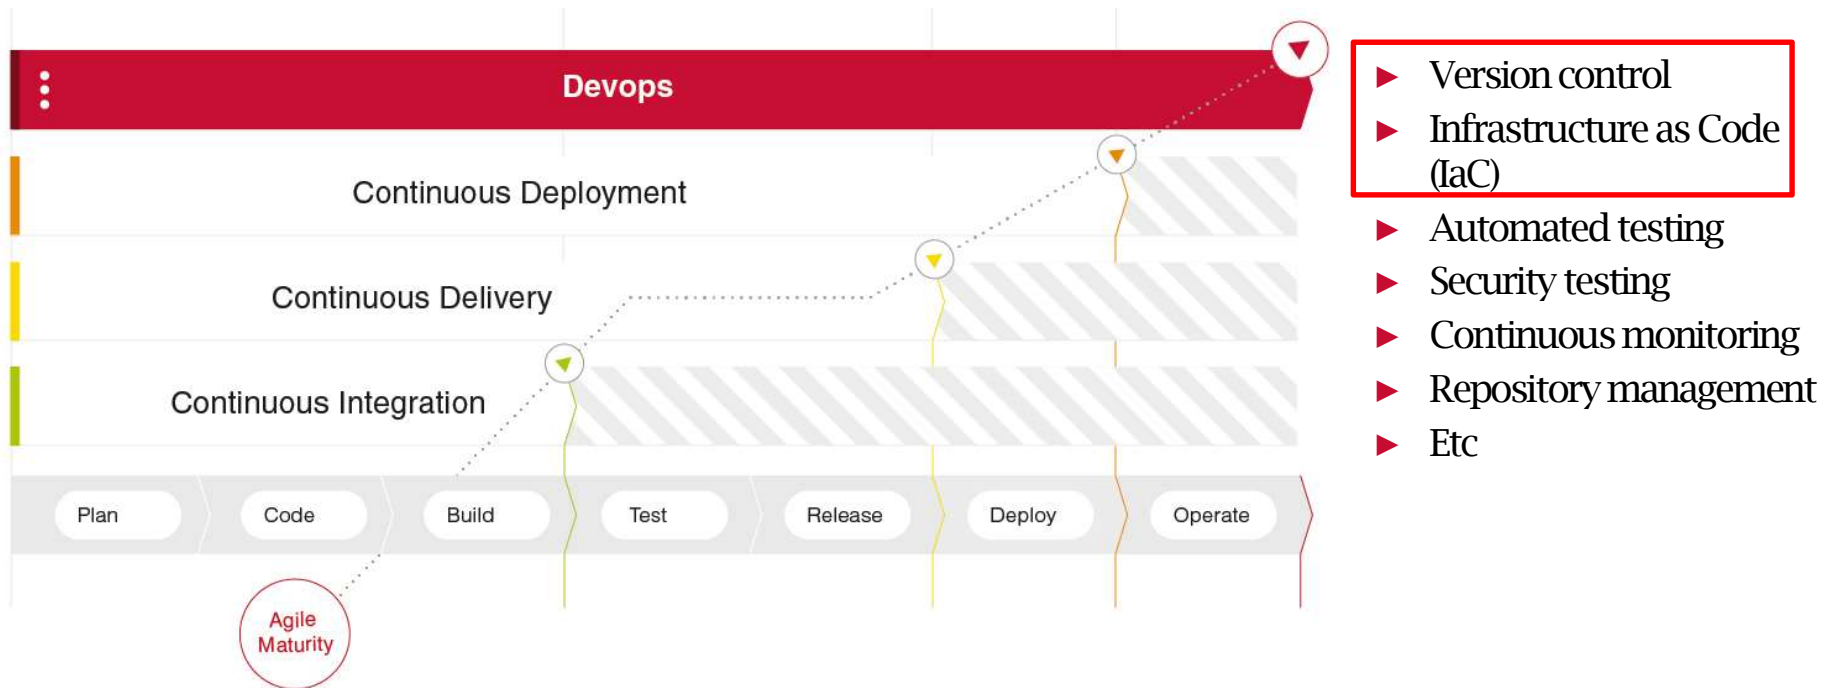 Devops
Continuous Deployment
Continuous Delivery
Continuous Integration
Plan
Code
Build
Test
Release
Deploy
Operate
Agile
Maturity
Version control
Infrastructure as Code
(IaC)
Automated testing
Security testing
Continuous monitoring
Repository management
Etc